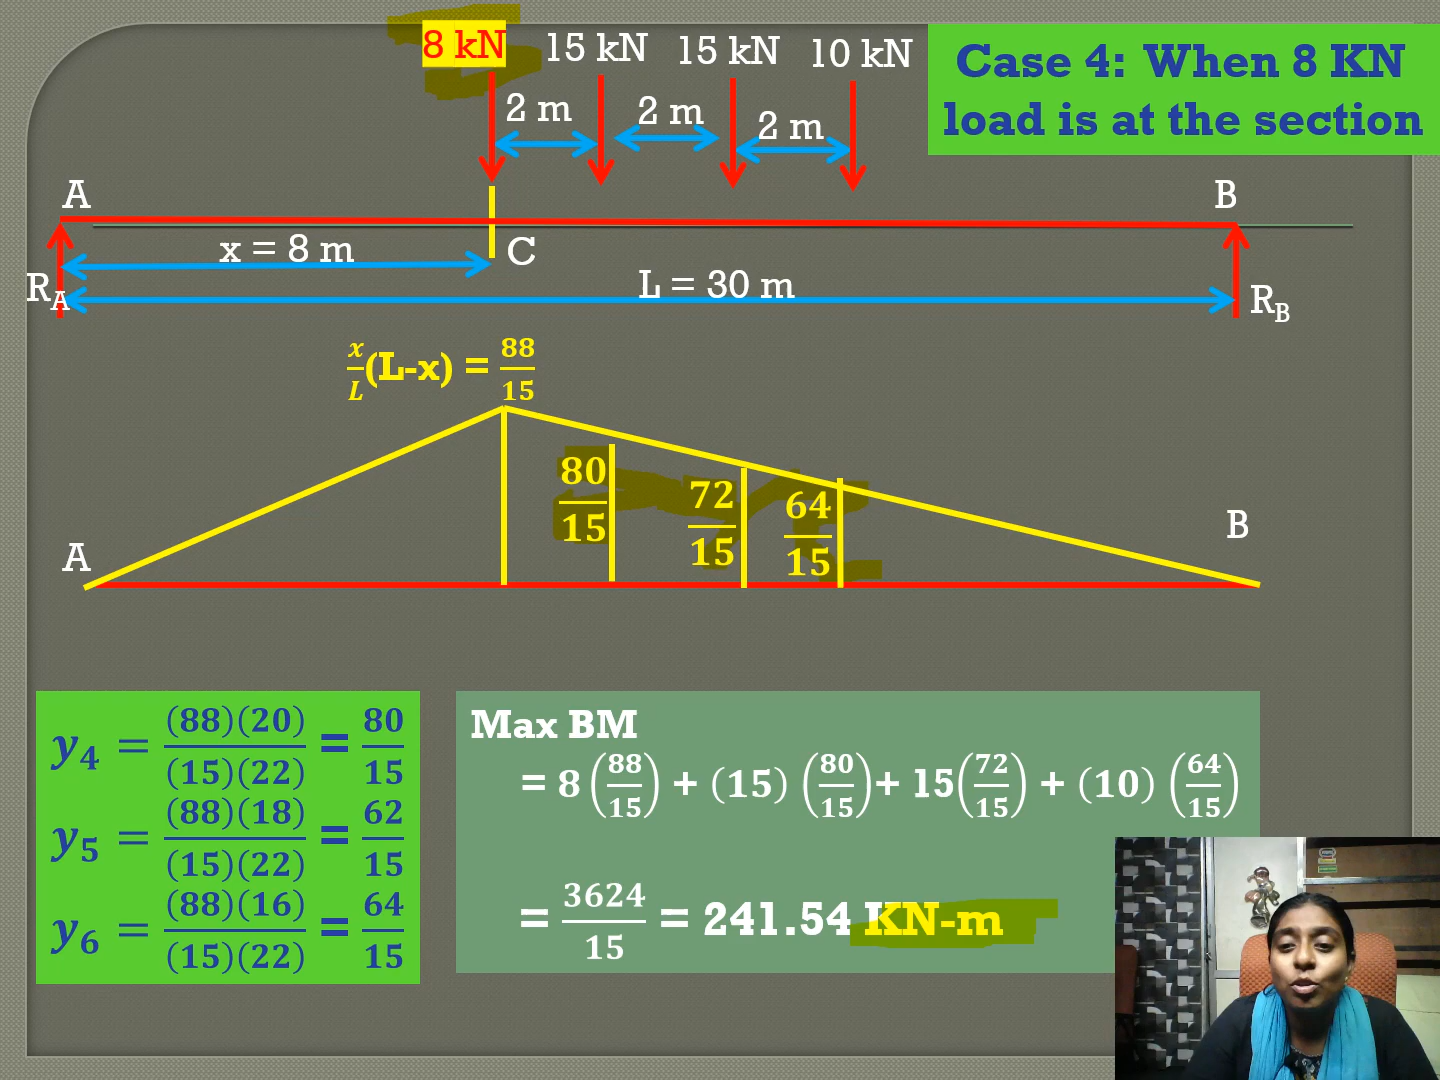 8 kN 15 kN 15 kN 10 kN
Case 4: When 8 KN
load is at the section
2 m 2 m 2 m
A B
x = 8 m C
R_A L = 30 m R_B
x/L (L-x) = 88/15
80/15 72/15 64/15
A B
y₄ = (88)(20)/(15)(22) = 80/15
y₅ = (88)(18)/(15)(22) = 62/15
y₆ = (88)(16)/(15)(22) = 64/15
Max BM
= 8 (88/15) + (15) (80/15) + 15 (72/15) + (10) (64/15)
= 3624/15 = 241.54 KN-m